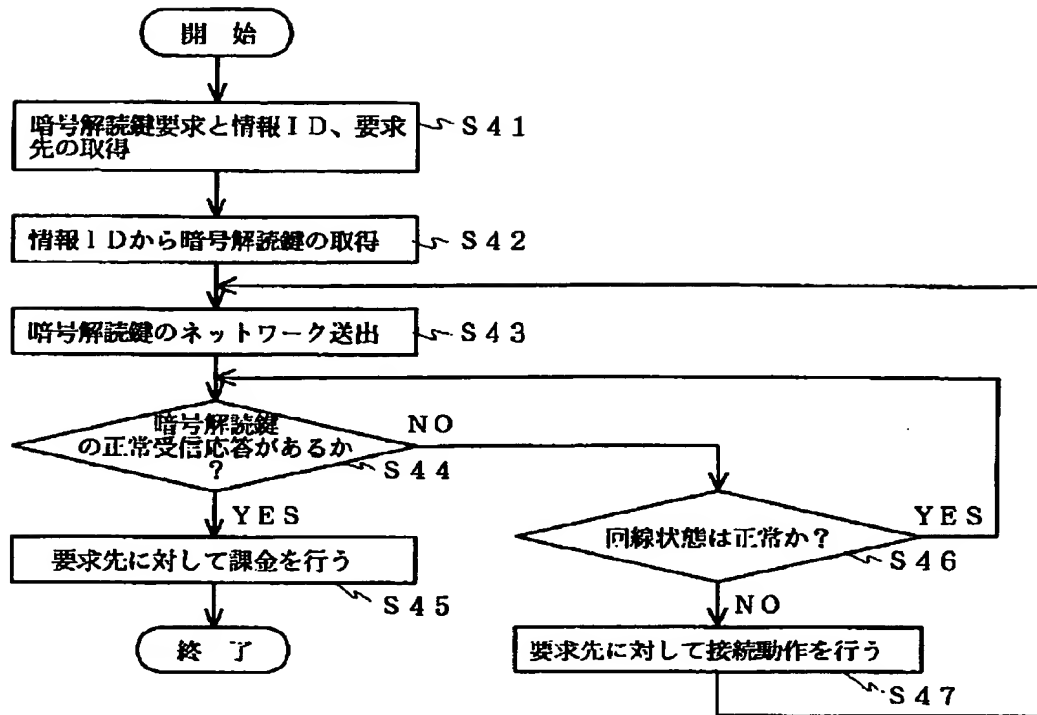 開 始
暗号解読鍵要求と情報ID、要求
先の取得
S41
情報IDから暗号解読鍵の取得
S42
暗号解読鍵のネットワーク送出
S43
暗号解読鍵
の正常受信応答があるか
?
NO
S44
YES
回線状態は正常か?
YES
S46
要求先に対して課金を行う
S45
NO
終 了
要求先に対して接続動作を行う
S47